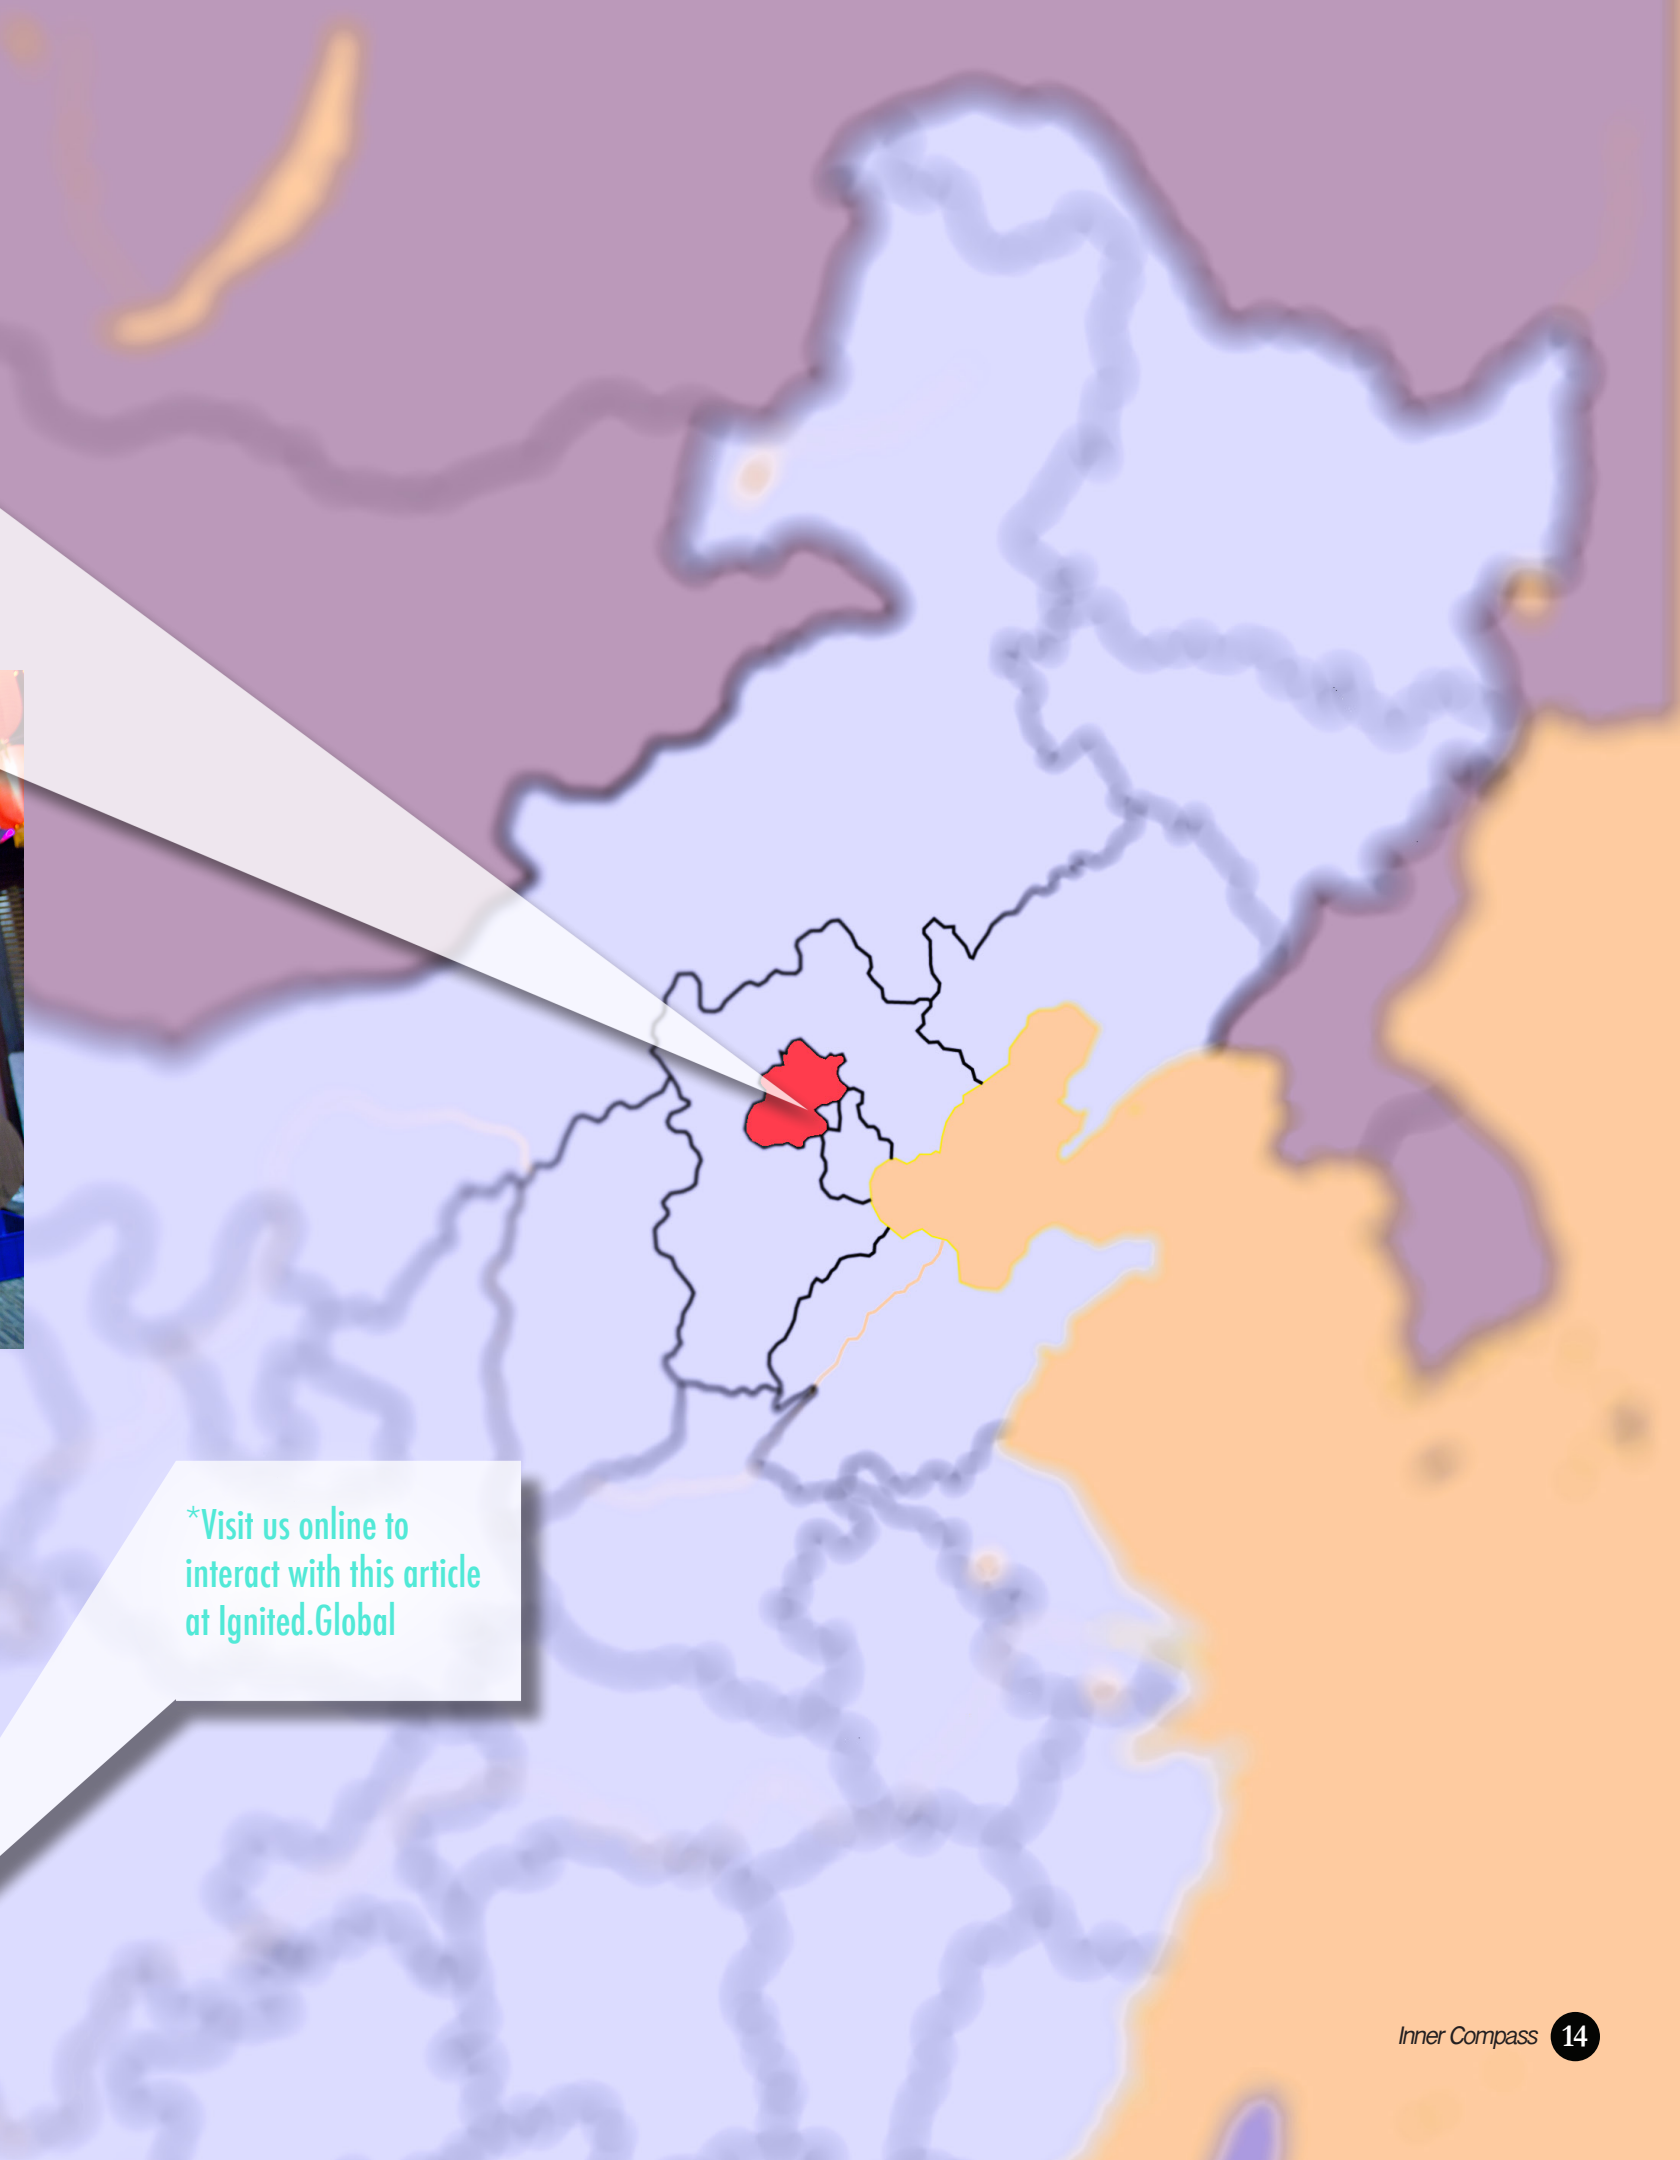 *Visit us online to
interact with this article
at Ignited.Global
Inner Compass 14